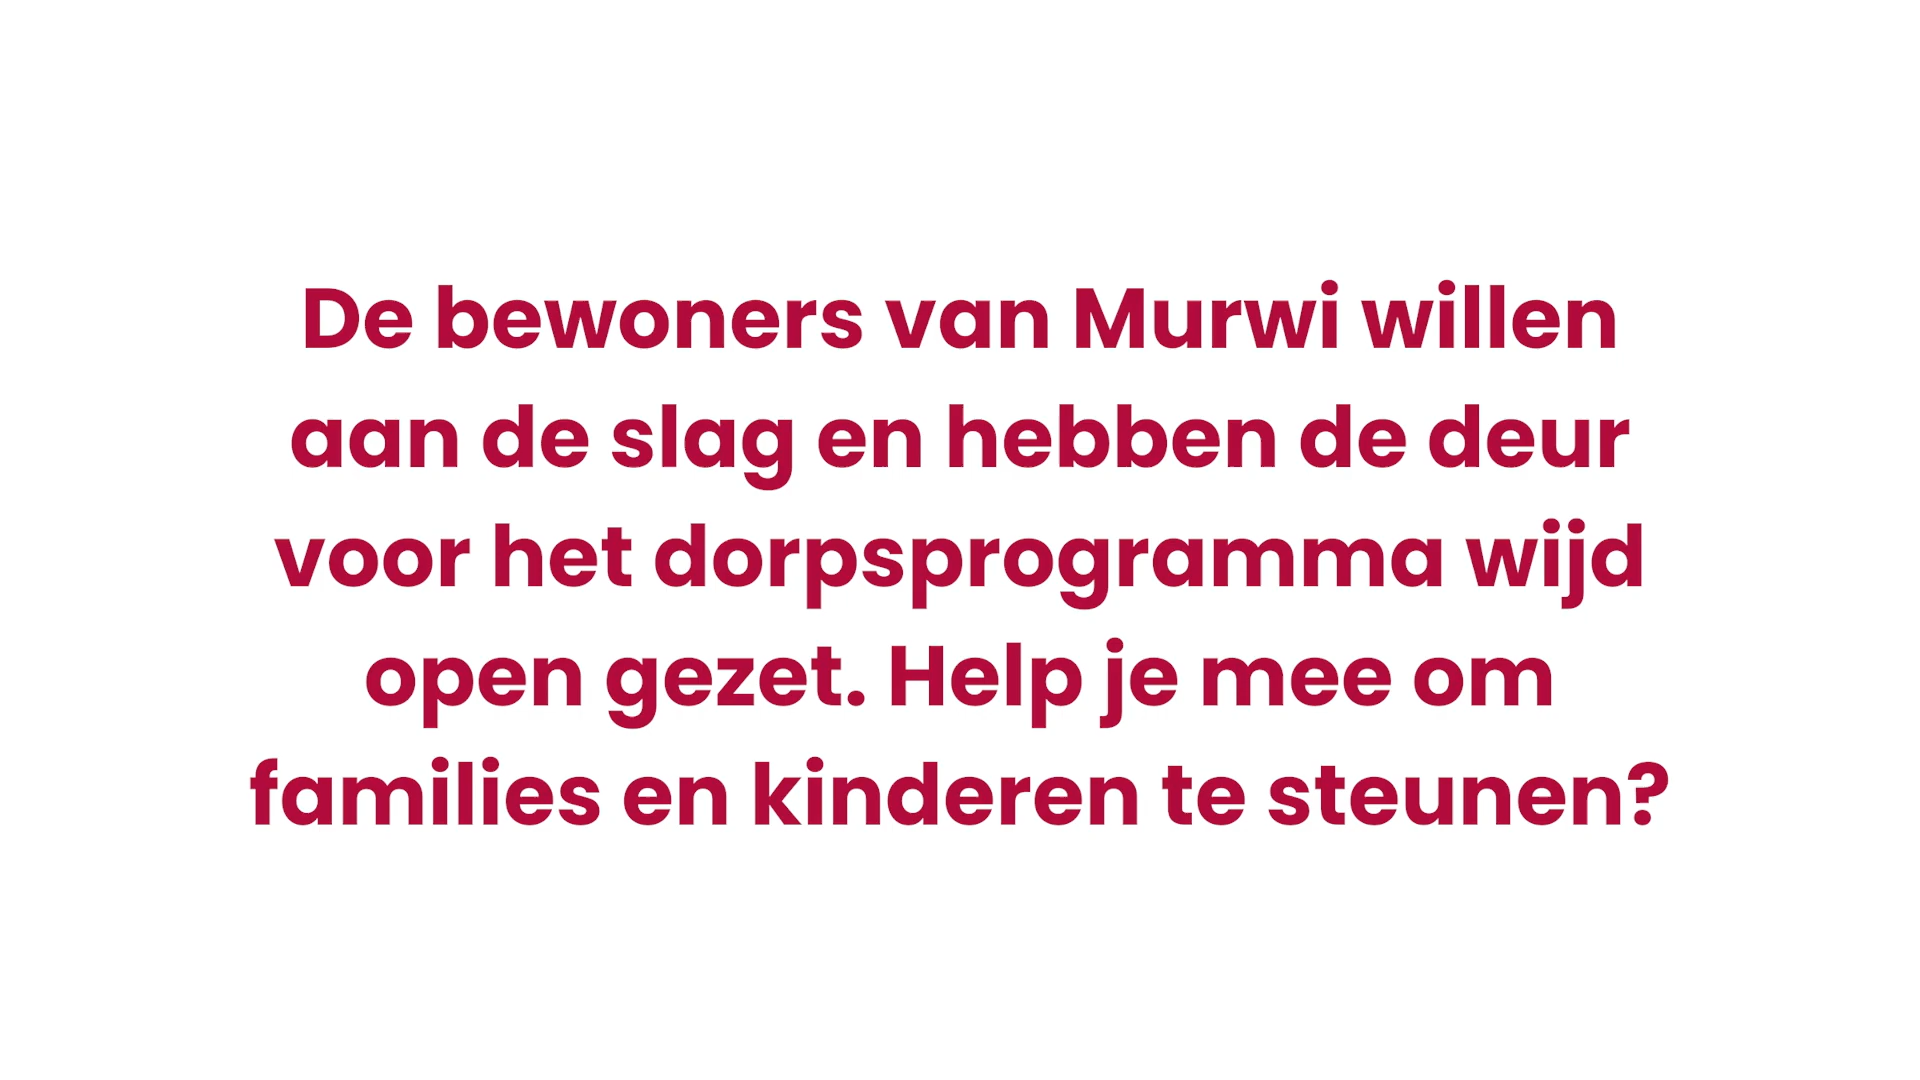 De bewoners van Murwi willen
aan de slag en hebben de deur
voor het dorpsprogramma wijd
open gezet. Help je mee om
families en kinderen te steunen?